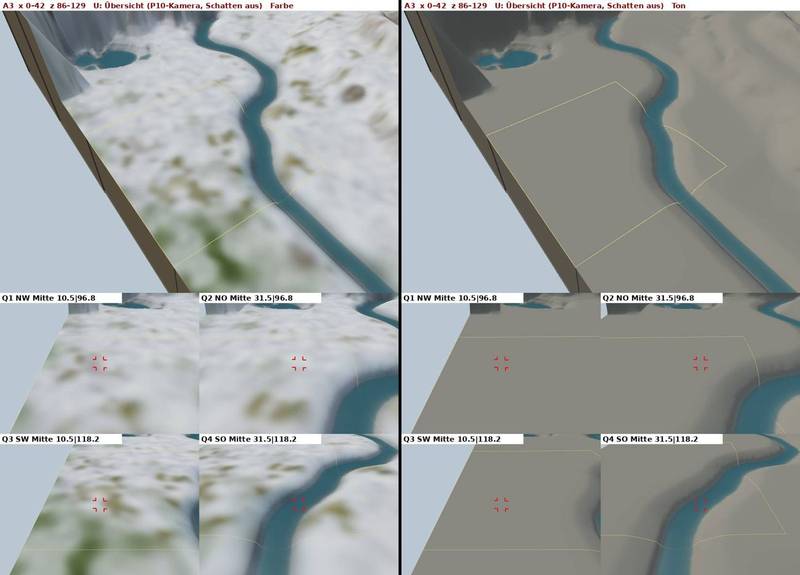 A3 x 0-42 z 86-129 U: Übersicht (P10-Kamera, Schatten aus) Farbe
A3 x 0-42 z 86-129 U: Übersicht (P10-Kamera, Schatten aus) Ton
Q1 NW Mitte 10.5|96.8
Q2 NO Mitte 31.5|96.8
Q1 NW Mitte 10.5|96.8
Q2 NO Mitte 31.5|96.8
Q3 SW Mitte 10.5|118.2
Q4 SO Mitte 31.5|118.2
Q3 SW Mitte 10.5|118.2
Q4 SO Mitte 31.5|118.2